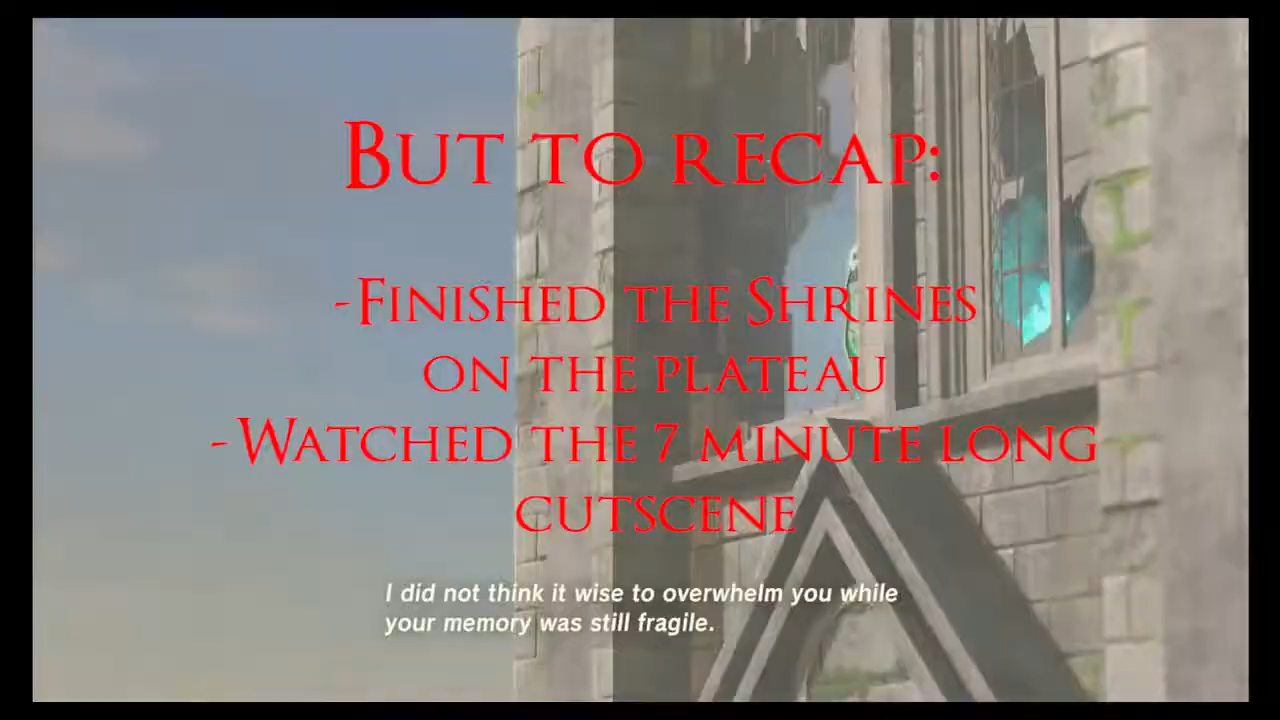 But to recap:
-Finished the Shrines
on the plateau
-Watched the 7 minute long
cutscene
I did not think it wise to overwhelm you while
your memory was still fragile.